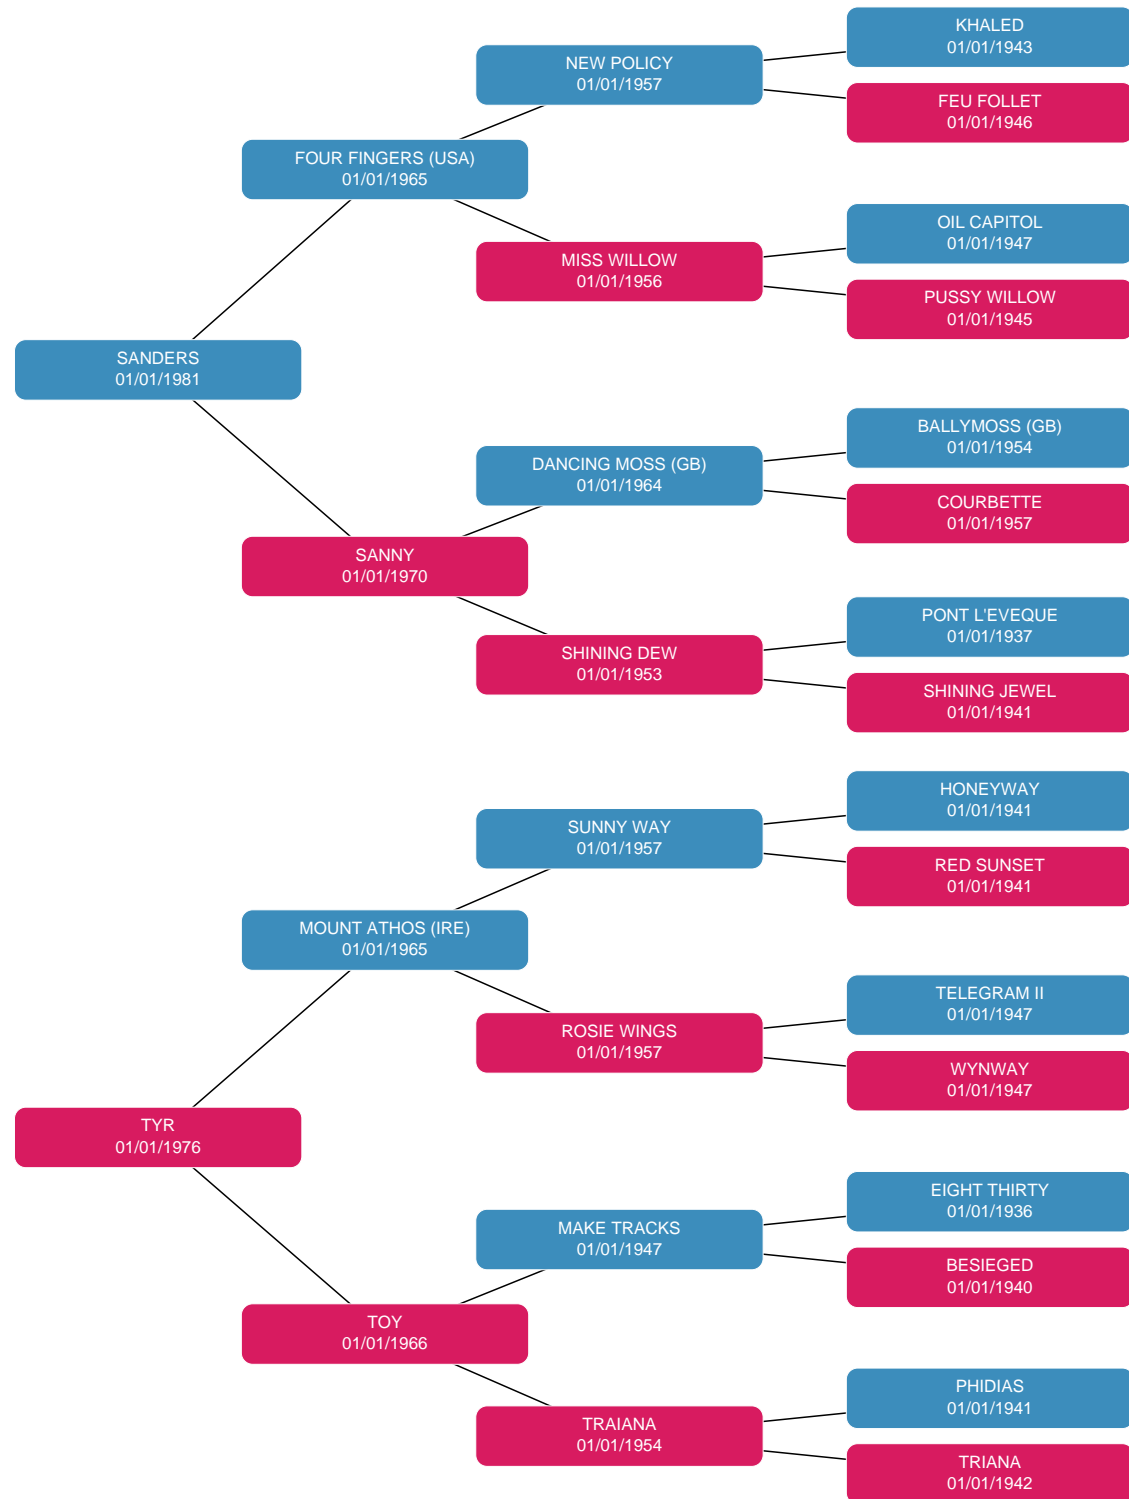 KHALED
01/01/1943
NEW POLICY
01/01/1957
FEU FOLLET
01/01/1946
FOUR FINGERS (USA)
01/01/1965
OIL CAPITOL
01/01/1947
MISS WILLOW
01/01/1956
PUSSY WILLOW
01/01/1945
SANDERS
01/01/1981
BALLYMOSS (GB)
01/01/1954
DANCING MOSS (GB)
01/01/1964
COURBETTE
01/01/1957
SANNY
01/01/1970
PONT L'EVEQUE
01/01/1937
SHINING DEW
01/01/1953
SHINING JEWEL
01/01/1941
HONEYWAY
01/01/1941
SUNNY WAY
01/01/1957
RED SUNSET
01/01/1941
MOUNT ATHOS (IRE)
01/01/1965
TELEGRAM II
01/01/1947
ROSIE WINGS
01/01/1957
WYNWAY
01/01/1947
TYR
01/01/1976
EIGHT THIRTY
01/01/1936
MAKE TRACKS
01/01/1947
BESIEGED
01/01/1940
TOY
01/01/1966
PHIDIAS
01/01/1941
TRAIANA
01/01/1954
TRIANA
01/01/1942